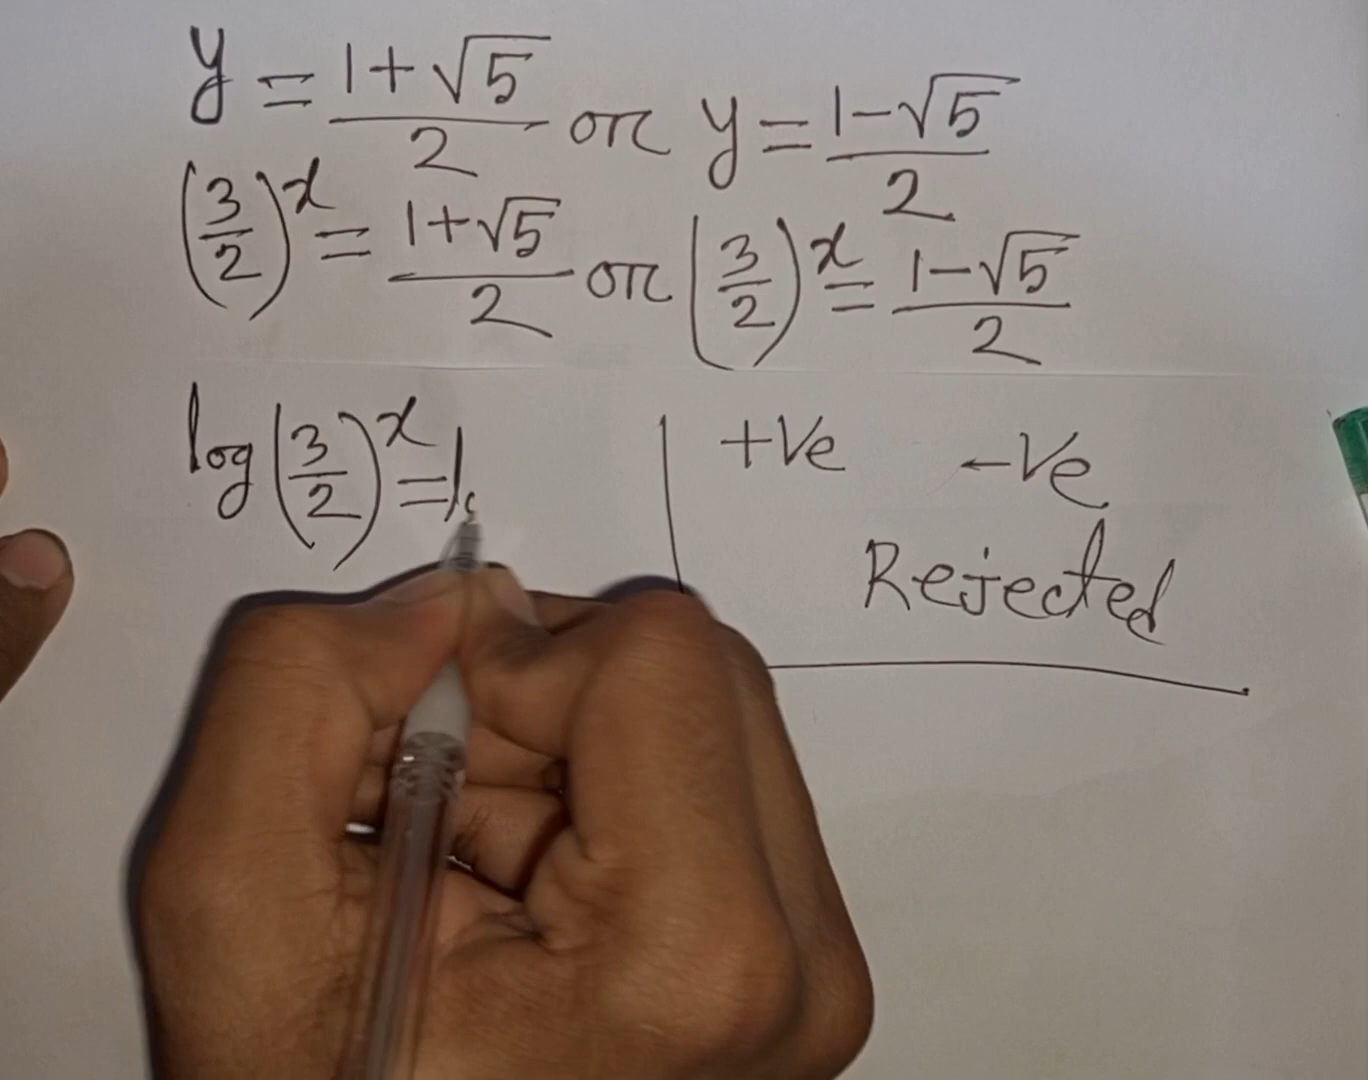 y = (1+√5)/2 or y = (1-√5)/2
(3/2)^x = (1+√5)/2 or (3/2)^x = (1-√5)/2
log(3/2)^x = l
+Ve -Ve
Rejected